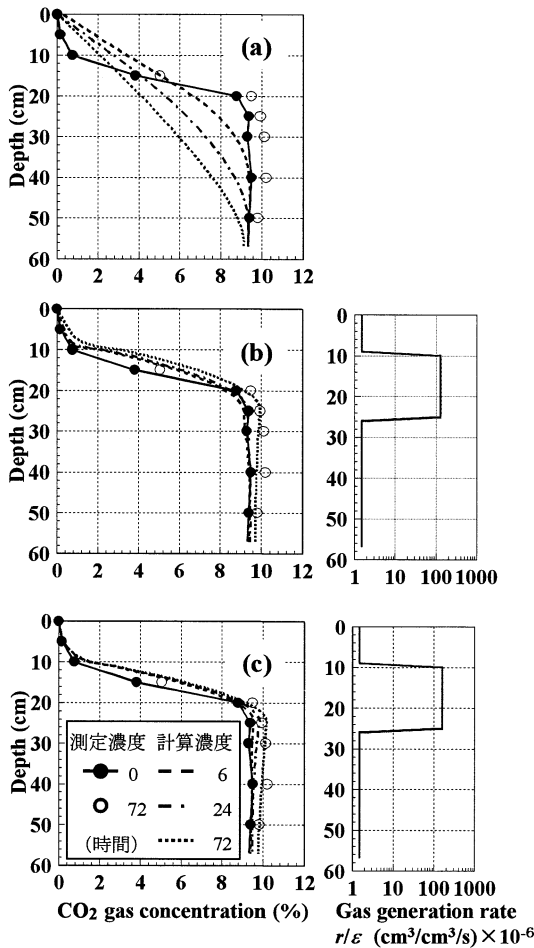 (a)
0
10
20
30
40
50
60
Depth (cm)
0 2 4 6 8 10 12
(b)
0
10
20
30
40
50
60
Depth (cm)
0 2 4 6 8 10 12
0
10
20
30
40
50
60
1 10 100 1000
(c)
0
10
20
30
40
50
60
Depth (cm)
測定濃度 計算濃度
0 6
72 24
(時間) 72
0 2 4 6 8 10 12
CO2 gas concentration (%)
0
10
20
30
40
50
60
1 10 100 1000
Gas generation rate
r/ε (cm³/cm³/s)×10⁻⁶